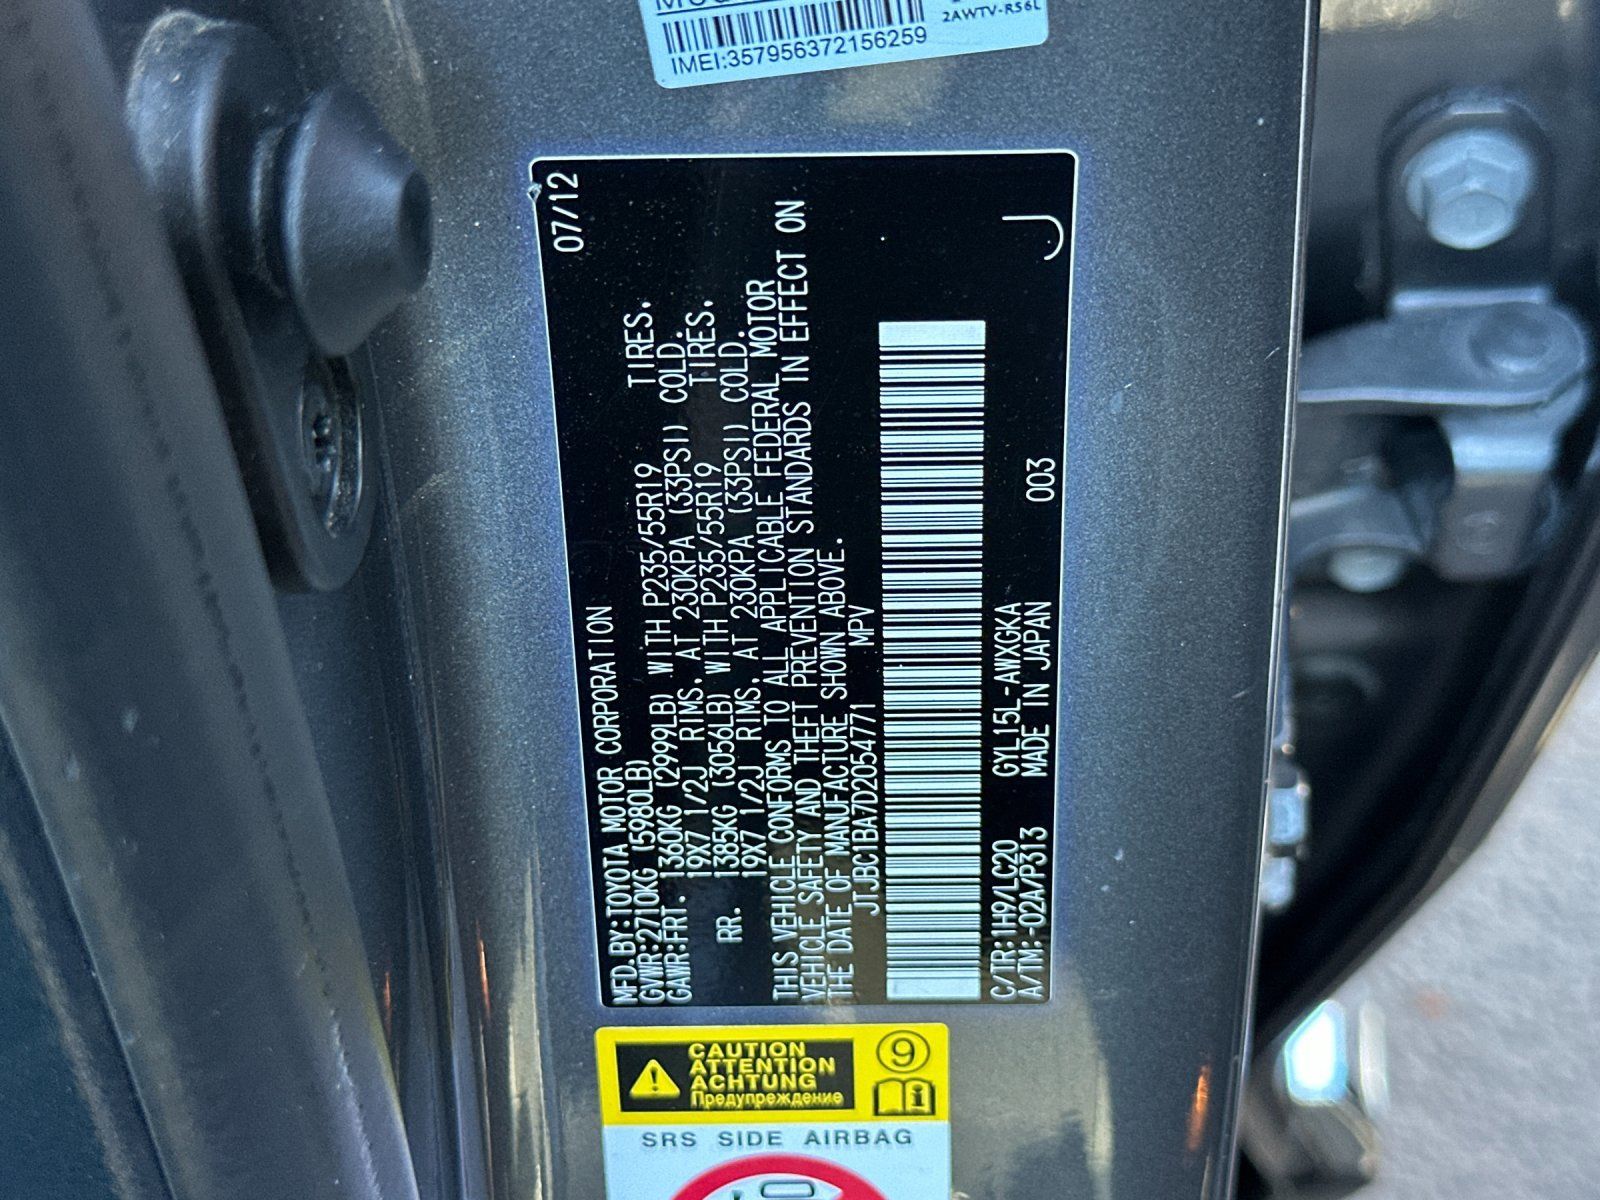 2AWTV-R56L
IMEI:357956372156259
07/12
MFD.BY:TOYOTA MOTOR CORPORATION
GVWR:2710KG (5980LB)
GAWR:FRT. 1360KG (2999LB) WITH P235/55R19 TIRES.
19X7 1/2J RIMS, AT 230KPA (33PSI) COLD.
RR. 1385KG (3056LB) WITH P235/55R19 TIRES.
19X7 1/2J RIMS, AT 230KPA (33PSI) COLD.
THIS VEHICLE CONFORMS TO ALL APPLICABLE FEDERAL MOTOR
VEHICLE SAFETY AND THEFT PREVENTION STANDARDS IN EFFECT ON
THE DATE OF MANUFACTURE SHOWN ABOVE.
JTJBC1BA7D2054771 MPV
C/TR:1H9/LC20 GYL15L-AWXGKA
A/TM:-02A/P313 MADE IN JAPAN 003 J
CAUTION
ATTENTION
ACHTUNG
Предупреждение
9
SRS SIDE AIRBAG